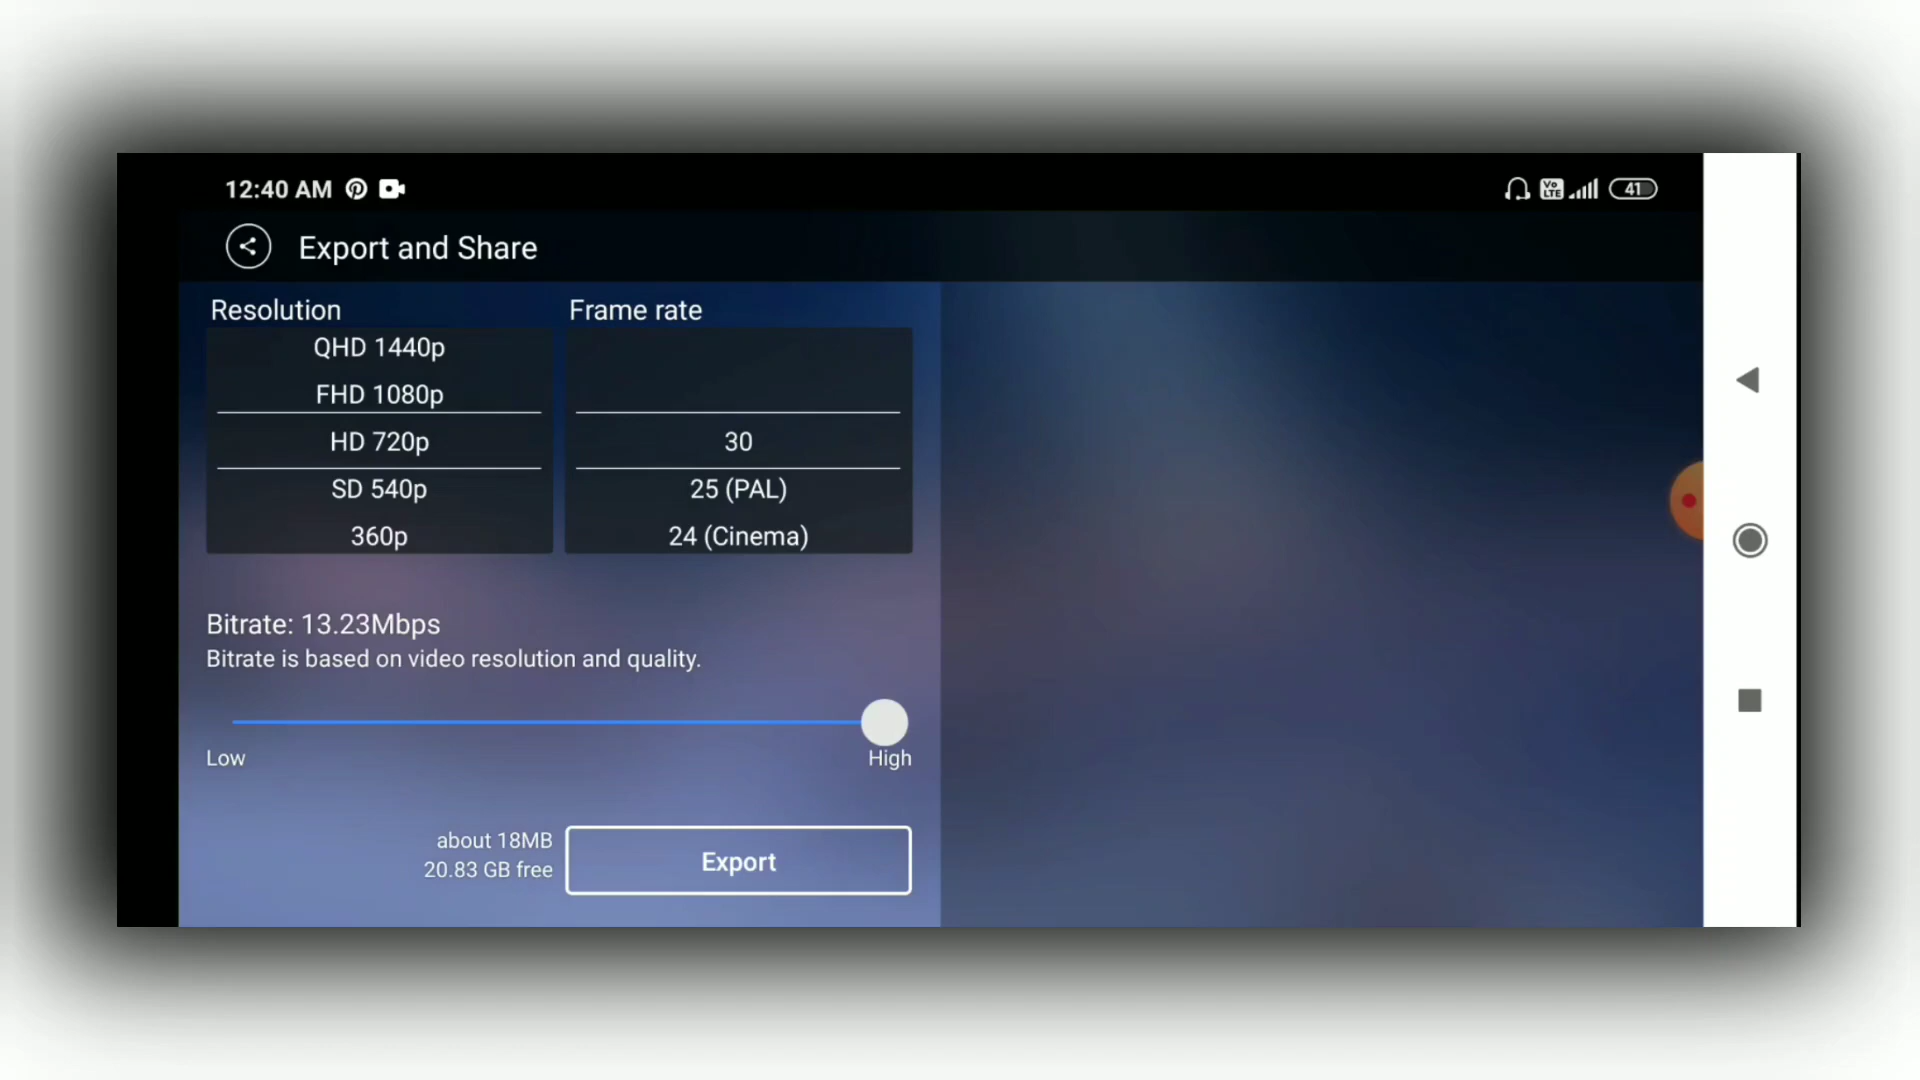 12:40 AM
Vo LTE
41
Export and Share
Resolution
Frame rate
QHD 1440p
FHD 1080p
HD 720p
SD 540p
360p
30
25 (PAL)
24 (Cinema)
Bitrate: 13.23Mbps
Bitrate is based on video resolution and quality.
Low
High
about 18MB
20.83 GB free
Export